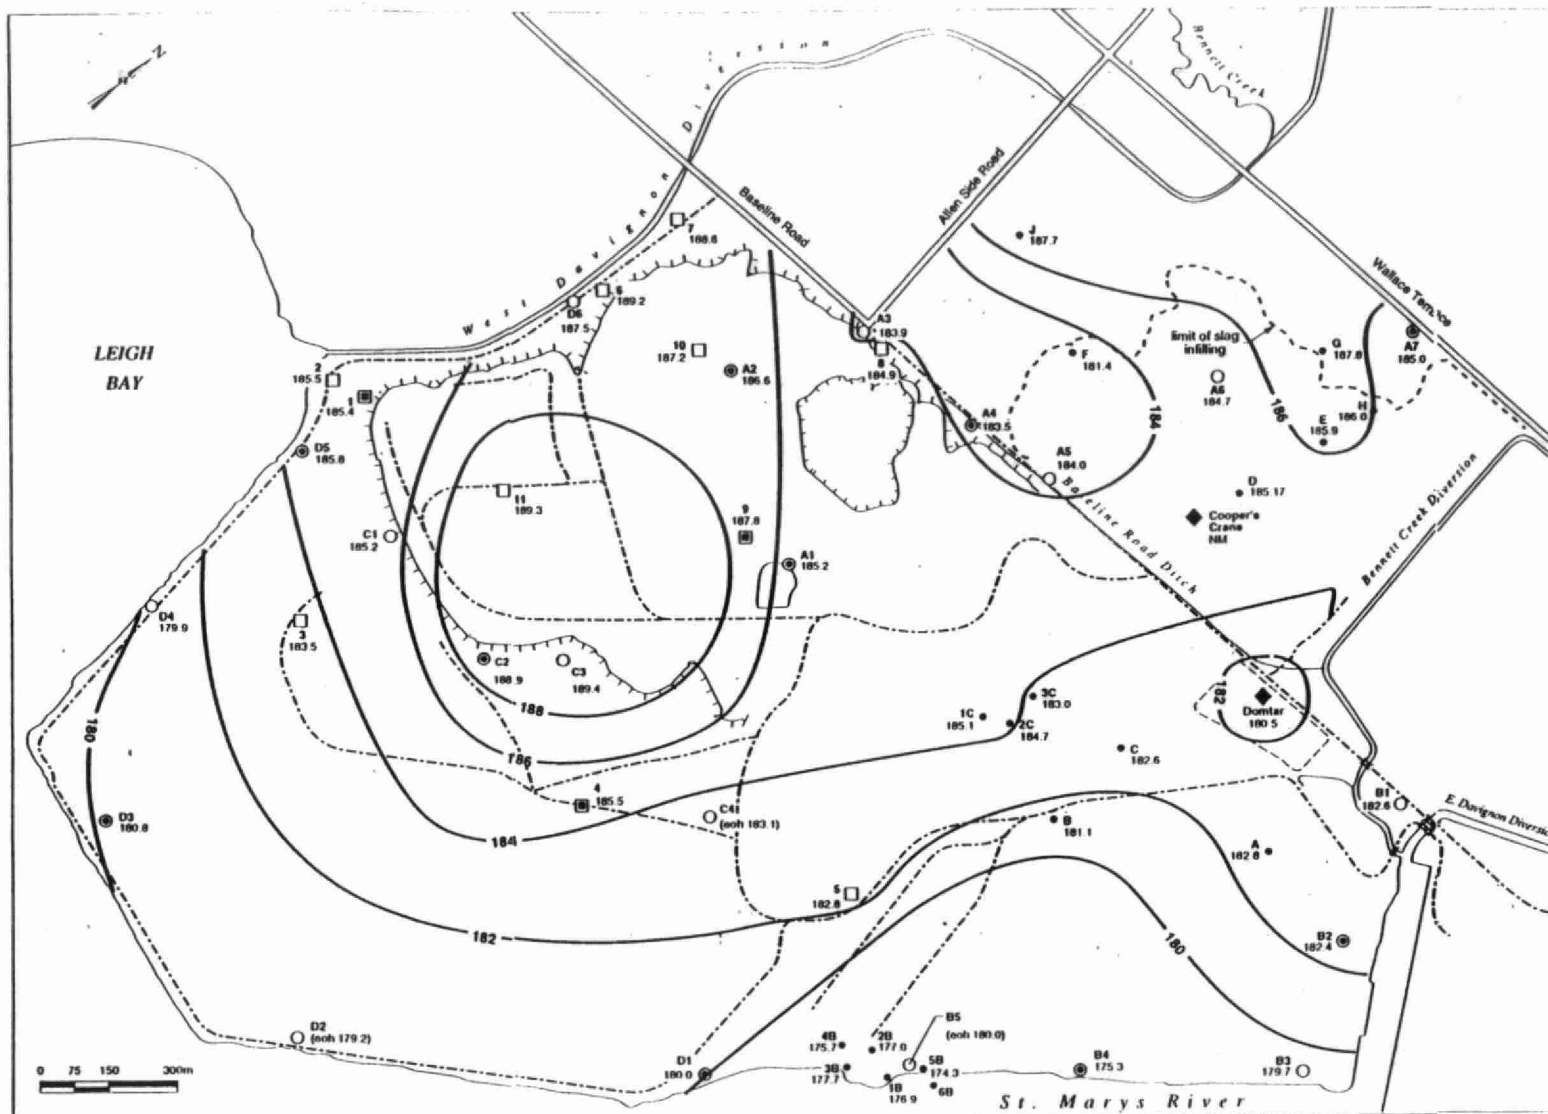 N
Bennett Creek
West Davignon Diversion
Baseline Road
Allen Side Road
Wallace Terrace
LEIGH
BAY
7
188.6
J
187.7
6
189.2
D6
187.5
A3
183.9
limit of slag
infilling
G
187.8
A7
185.0
10
187.2
A2
186.6
8
184.9
F
181.4
A6
184.7
2
185.5
1
185.4
184
186
H
186.0
E
185.9
A4
183.5
D5
185.8
A5
184.0
11
189.3
D
185.17
9
187.8
Cooper's
Crane
NM
C1
185.2
A1
185.2
Baseline Road Ditch
Bennett Creek Diversion
D4
179.9
3
183.5
C2
188.9
C3
189.4
188
3C
183.0
1C
185.1
2C
184.7
182
Domtar
180.5
180
C
182.6
186
4
185.5
C4
(eoh 183.1)
B1
182.6
E. Davignon Diversion
D3
180.8
B
181.1
184
A
182.8
5
182.8
182
180
B2
182.4
D2
(eoh 179.2)
B5
(eoh 180.0)
4B
175.7
2B
177.0
D1
180.0
3B
177.7
5B
174.3
B4
175.3
B3
179.7
1B
176.9
6B
0 75 150 300m
St. Marys River